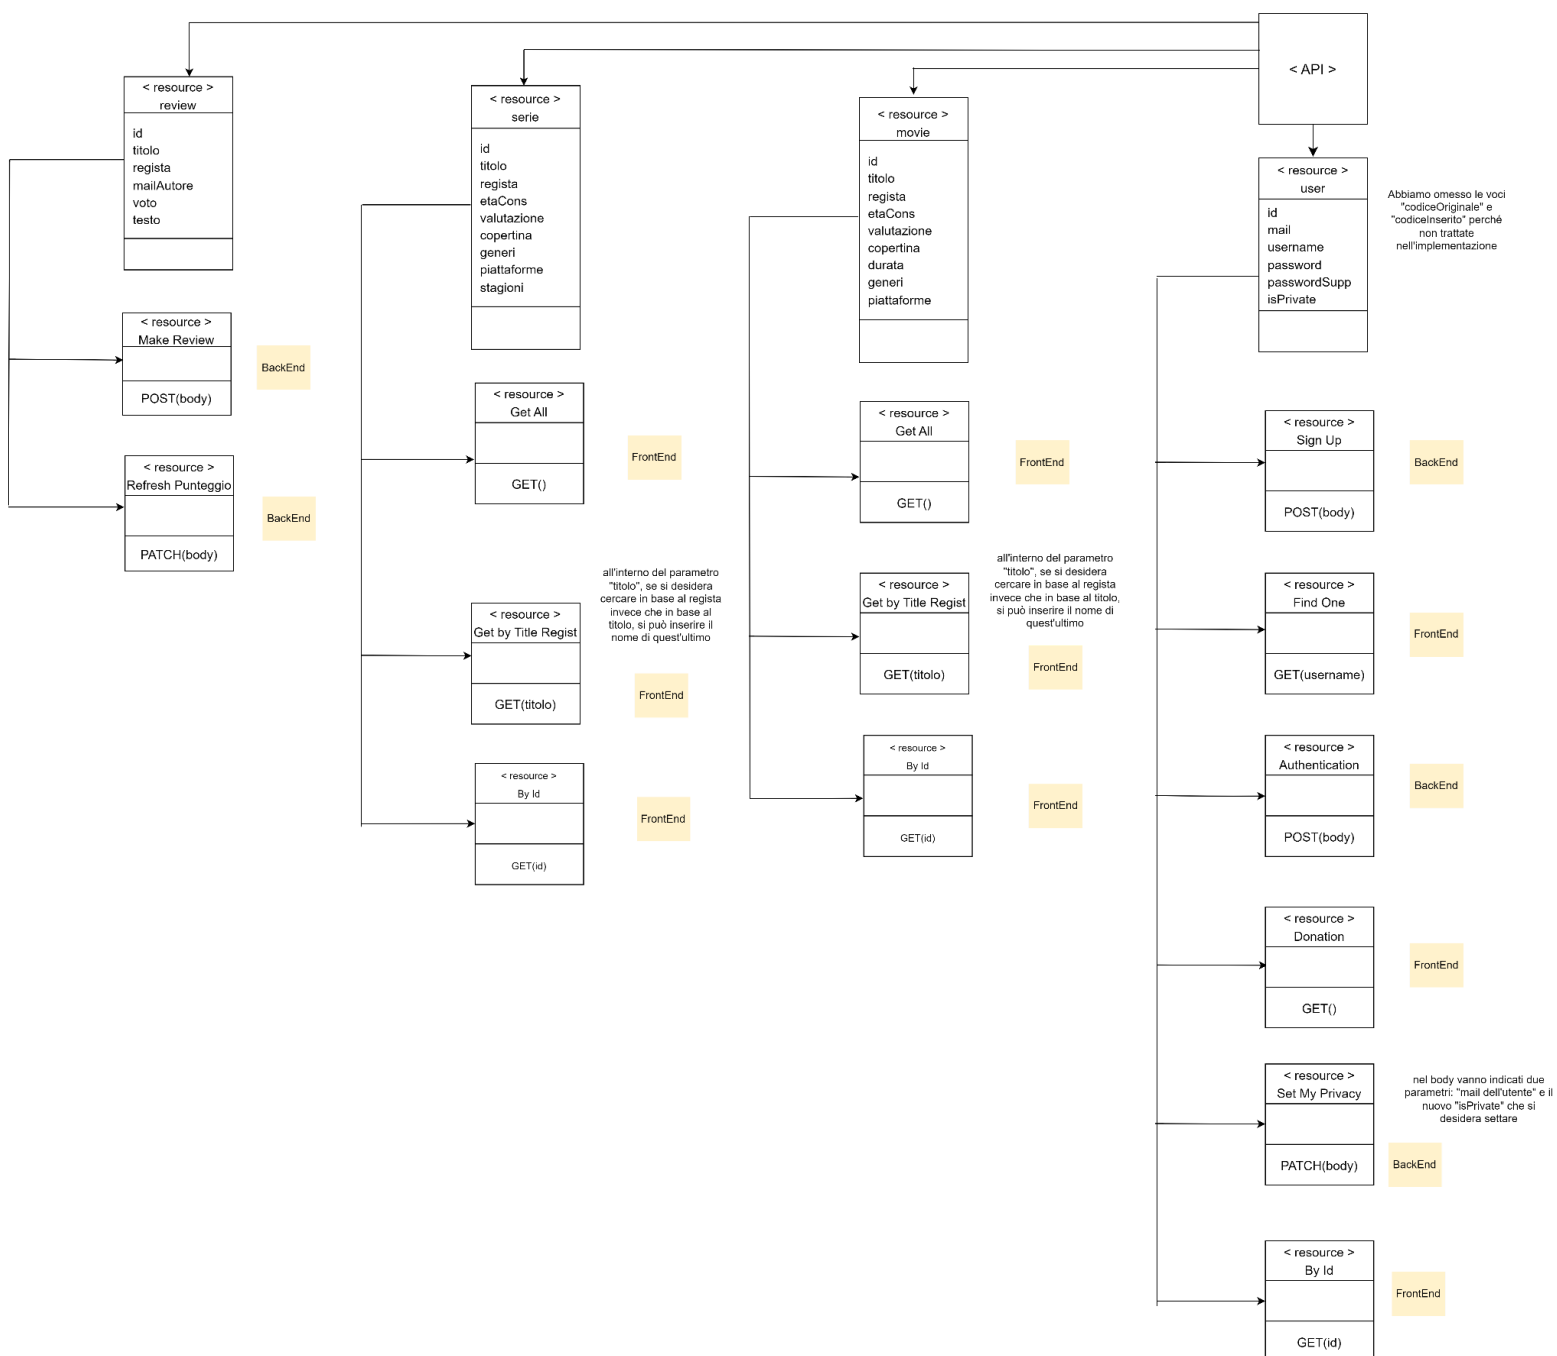 < API >
< resource >
review
id
titolo
regista
mailAutore
voto
testo
< resource >
Make Review
POST(body)
BackEnd
< resource >
Refresh Punteggio
PATCH(body)
BackEnd
< resource >
serie
id
titolo
regista
etaCons
valutazione
copertina
generi
piattaforme
stagioni
< resource >
Get All
GET()
FrontEnd
all'interno del parametro
"titolo", se si desidera
cercare in base al regista
invece che in base al
titolo, si può inserire il
nome di quest'ultimo
< resource >
Get by Title Regist
GET(titolo)
FrontEnd
< resource >
By Id
GET(id)
FrontEnd
< resource >
movie
id
titolo
regista
etaCons
valutazione
copertina
durata
generi
piattaforme
< resource >
Get All
GET()
FrontEnd
all'interno del parametro
"titolo", se si desidera
cercare in base al regista
invece che in base al titolo,
si può inserire il nome di
quest'ultimo
< resource >
Get by Title Regist
GET(titolo)
FrontEnd
< resource >
By Id
GET(id)
FrontEnd
< resource >
user
id
mail
username
password
passwordSupp
isPrivate
Abbiamo omesso le voci
"codiceOriginale" e
"codiceInserito" perché
non trattate
nell'implementazione
< resource >
Sign Up
POST(body)
BackEnd
< resource >
Find One
GET(username)
FrontEnd
< resource >
Authentication
POST(body)
BackEnd
< resource >
Donation
GET()
FrontEnd
< resource >
Set My Privacy
PATCH(body)
nel body vanno indicati due
parametri: "mail dell'utente" e il
nuovo "isPrivate" che si
desidera settare
BackEnd
< resource >
By Id
GET(id)
FrontEnd